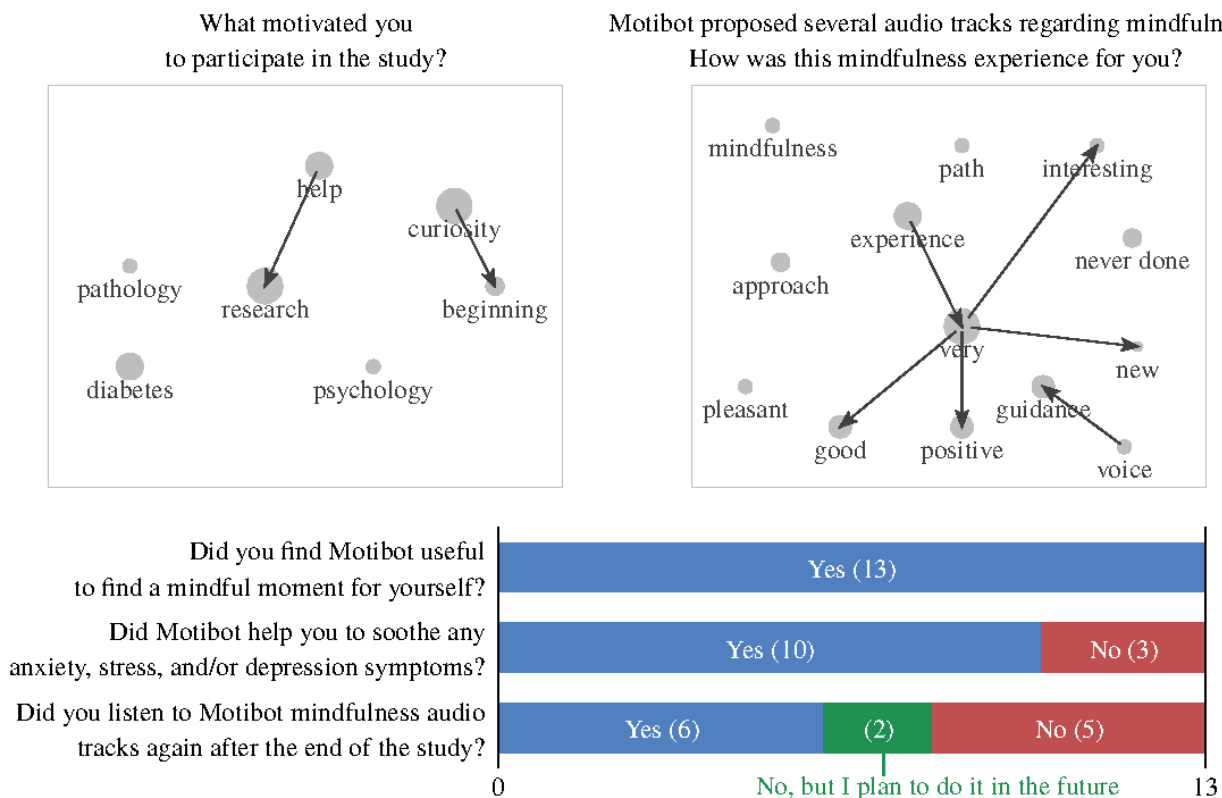 What motivated you
to participate in the study?
help
curiosity
pathology
research
beginning
diabetes
psychology
Motibot proposed several audio tracks regarding mindfuln
How was this mindfulness experience for you?
mindfulness
path
interesting
experience
never done
approach
very
new
pleasant
guidance
good
positive
voice
Did you find Motibot useful
to find a mindful moment for yourself?
Yes (13)
Did Motibot help you to soothe any
anxiety, stress, and/or depression symptoms?
Yes (10)
No (3)
Did you listen to Motibot mindfulness audio
tracks again after the end of the study?
Yes (6)
(2)
No (5)
0
No, but I plan to do it in the future
13